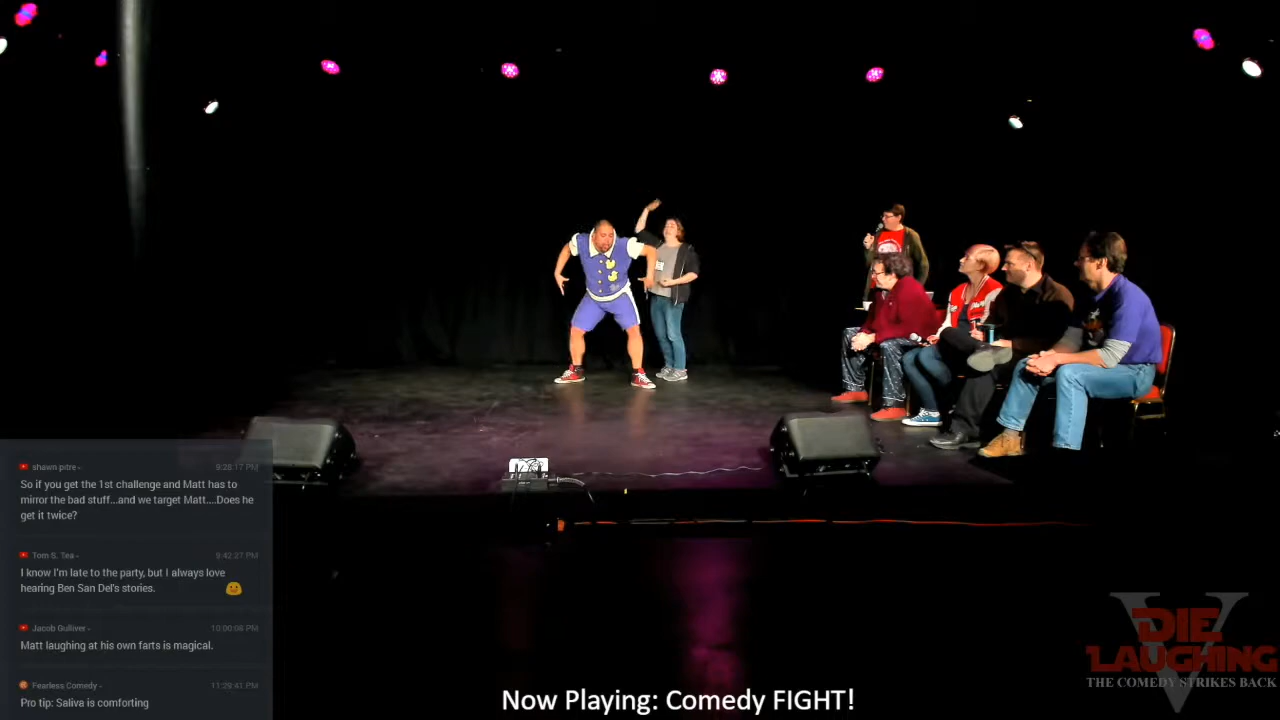 shawn pitre - 9:28:17 PM
So if you get the 1st challenge and Matt has to
mirror the bad stuff...and we target Matt....Does he
get it twice?
Tom S. Tea - 9:42:27 PM
I know I'm late to the party, but I always love
hearing Ben San Del's stories.
Jacob Gulliver - 10:00:08 PM
Matt laughing at his own farts is magical.
Fearless Comedy - 11:29:41 PM
Pro tip: Saliva is comforting
Now Playing: Comedy FIGHT!
V
DIE
LAUGHING
THE COMEDY STRIKES BACK